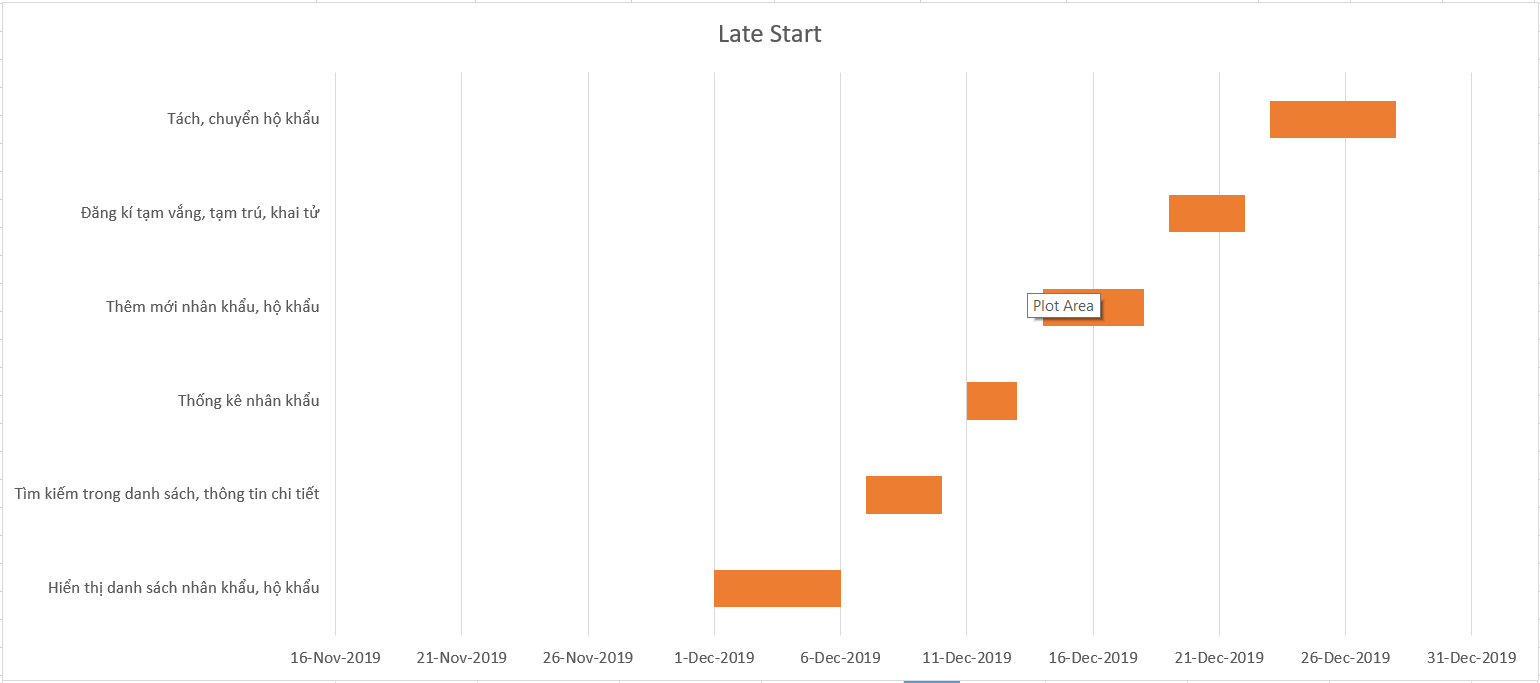 Late Start
Tách, chuyển hộ khẩu
Đăng kí tạm vắng, tạm trú, khai tử
Thêm mới nhân khẩu, hộ khẩu
Plot Area
Thống kê nhân khẩu
Tìm kiếm trong danh sách, thông tin chi tiết
Hiển thị danh sách nhân khẩu, hộ khẩu
16-Nov-2019 21-Nov-2019 26-Nov-2019 1-Dec-2019 6-Dec-2019 11-Dec-2019 16-Dec-2019 21-Dec-2019 26-Dec-2019 31-Dec-2019